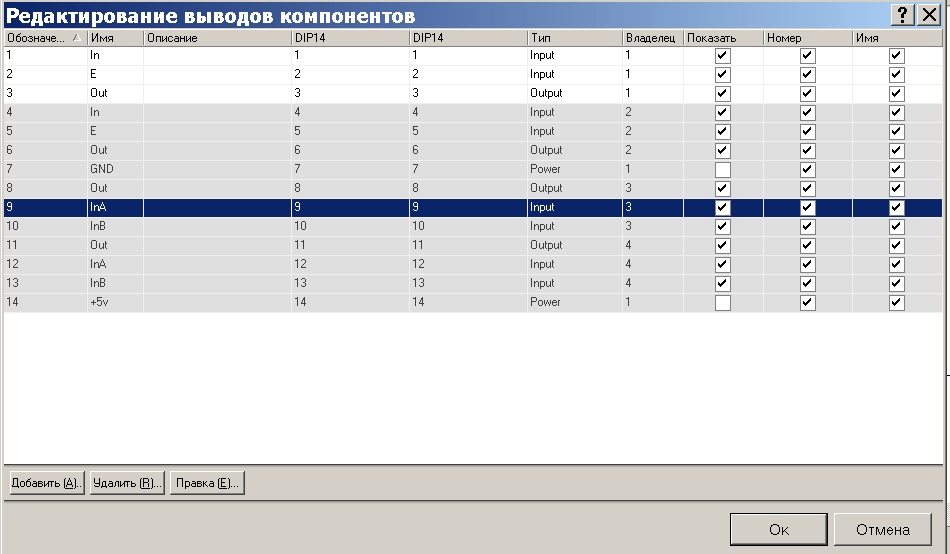 Редактирование выводов компонентов
Обозначе... Имя Описание DIP14 DIP14 Тип Владелец Показать Номер Имя
1 In 1 1 Input 1
2 E 2 2 Input 1
3 Out 3 3 Output 1
4 In 4 4 Input 2
5 E 5 5 Input 2
6 Out 6 6 Output 2
7 GND 7 7 Power 1
8 Out 8 8 Output 3
9 InA 9 9 Input 3
10 InB 10 10 Input 3
11 Out 11 11 Output 4
12 InA 12 12 Input 4
13 InB 13 13 Input 4
14 +5v 14 14 Power 1
Добавить (A).. Удалить (R)... Правка (E)...
Ок Отмена